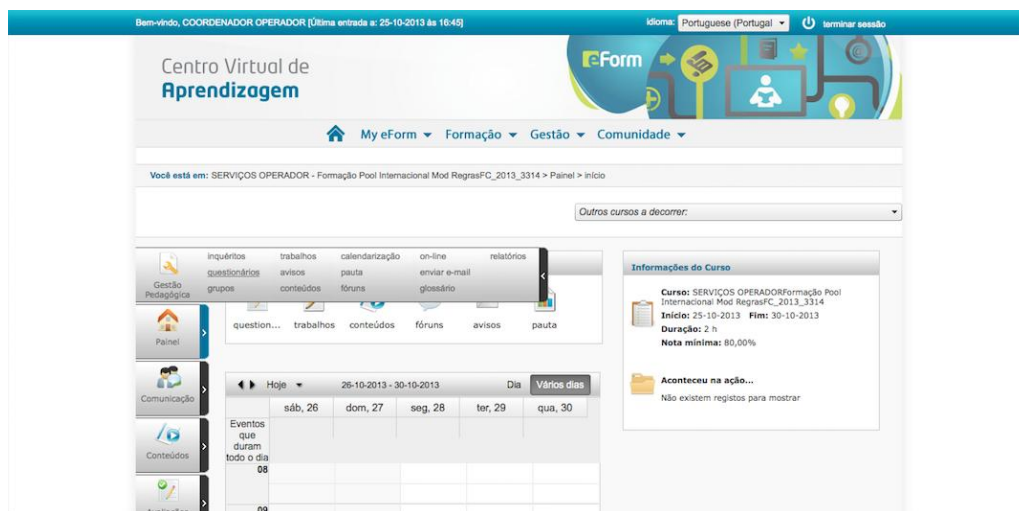 Bem-vindo, COORDENADOR OPERADOR [Última entrada a: 25-10-2013 às 16:45]
idioma: Portuguese (Portugal
terminar sessão
Centro Virtual de
Aprendizagem
eForm
My eForm
Formação
Gestão
Comunidade
Você está em: SERVIÇOS OPERADOR - Formação Pool Internacional Mod RegrasFC_2013_3314 > Painel > início
Outros cursos a decorrer:
Gestão
Pedagógica
inquéritos trabalhos calendarização on-line relatórios
questionários avisos pauta enviar e-mail
grupos conteúdos fóruns glossário
question... trabalhos conteúdos fóruns avisos pauta
Painel
Comunicação
Conteúdos
Hoje 26-10-2013 - 30-10-2013 Dia Vários dias
sáb, 26 dom, 27 seg, 28 ter, 29 qua, 30
Eventos
que
duram
todo o dia
08
09
Informações do Curso
Curso: SERVIÇOS OPERADORFormação Pool
Internacional Mod RegrasFC_2013_3314
Início: 25-10-2013 Fim: 30-10-2013
Duração: 2 h
Nota mínima: 80,00%
Aconteceu na ação...
Não existem registos para mostrar